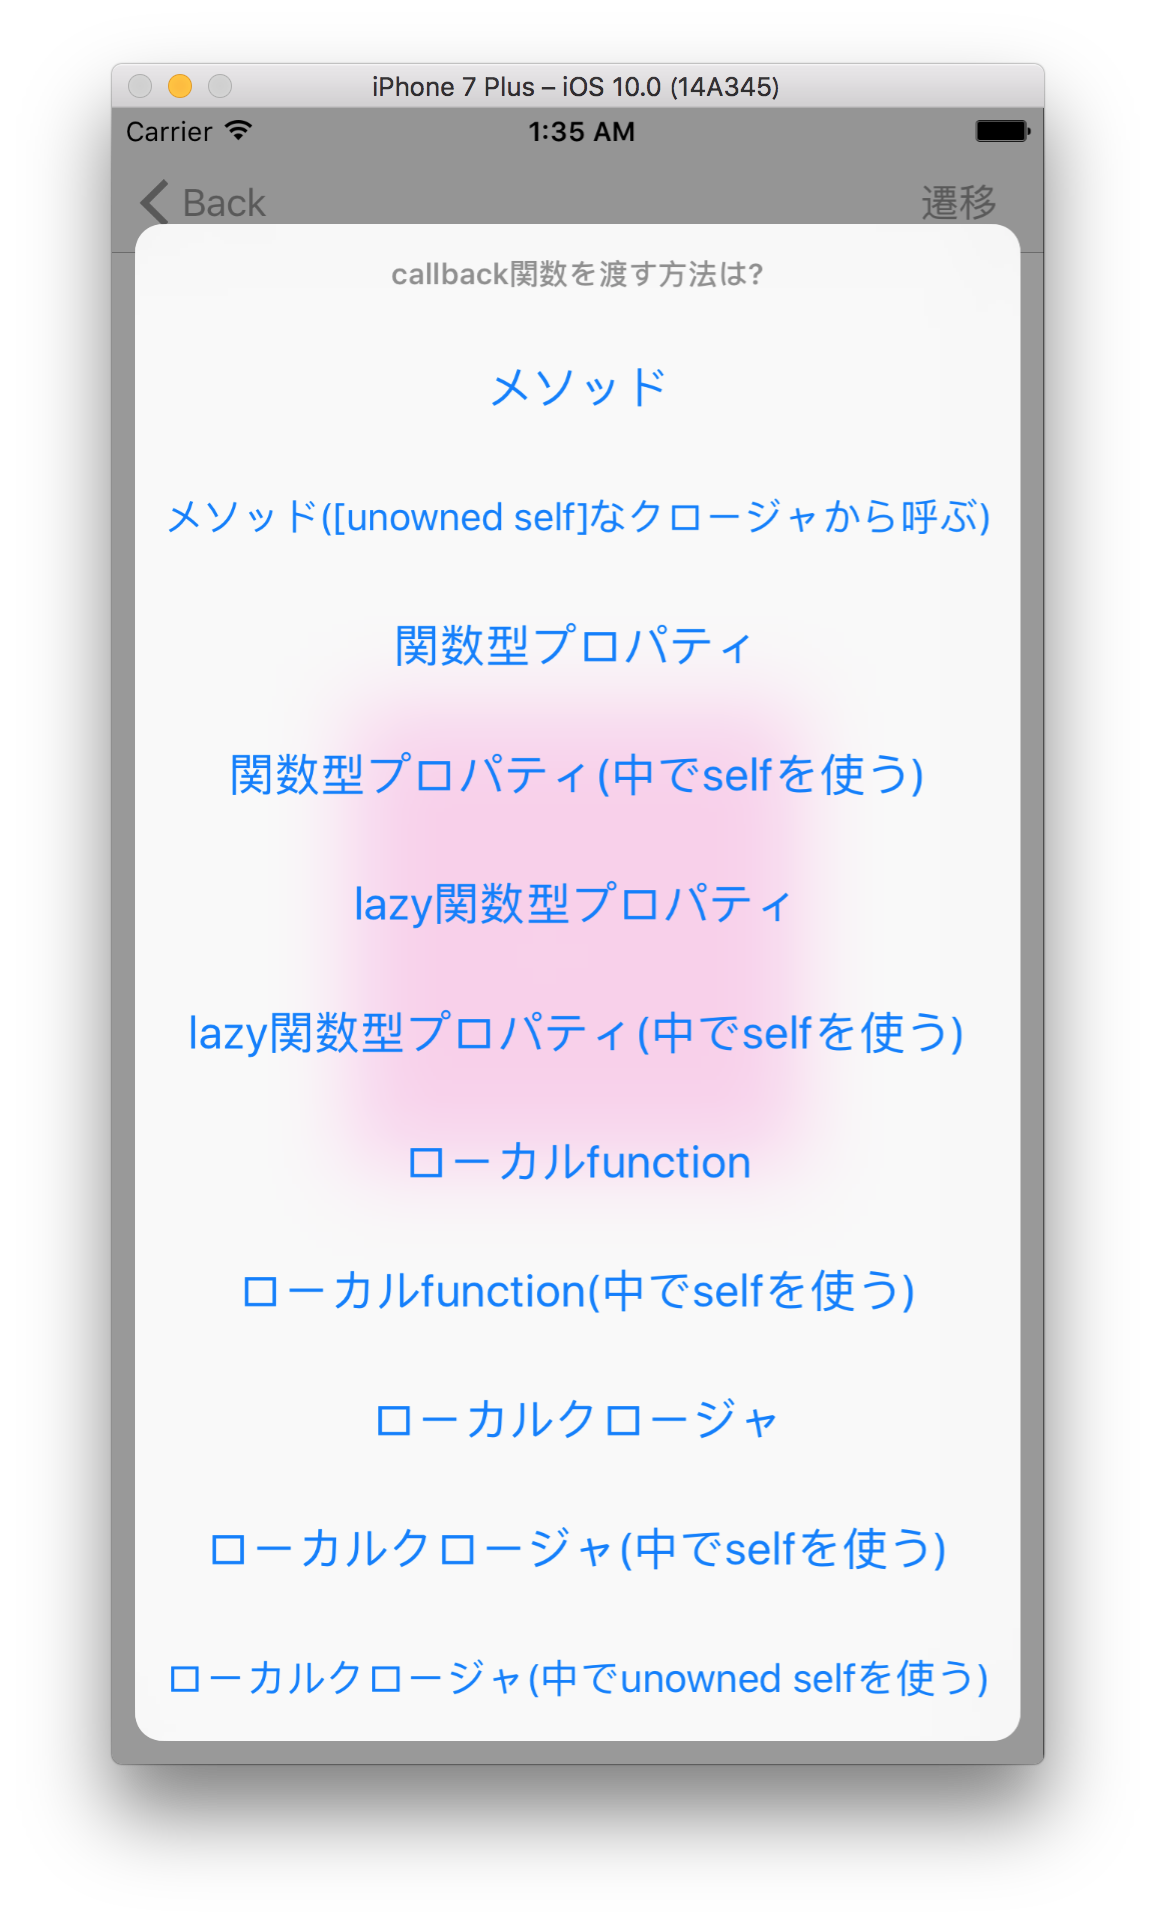 iPhone 7 Plus – iOS 10.0 (14A345)
Carrier 1:35 AM
Back 遷移
callback関数を渡す方法は?
メソッド
メソッド([unowned self]なクロージャから呼ぶ)
関数型プロパティ
関数型プロパティ(中でselfを使う)
lazy関数型プロパティ
lazy関数型プロパティ(中でselfを使う)
ローカルfunction
ローカルfunction(中でselfを使う)
ローカルクロージャ
ローカルクロージャ(中でselfを使う)
ローカルクロージャ(中でunowned selfを使う)